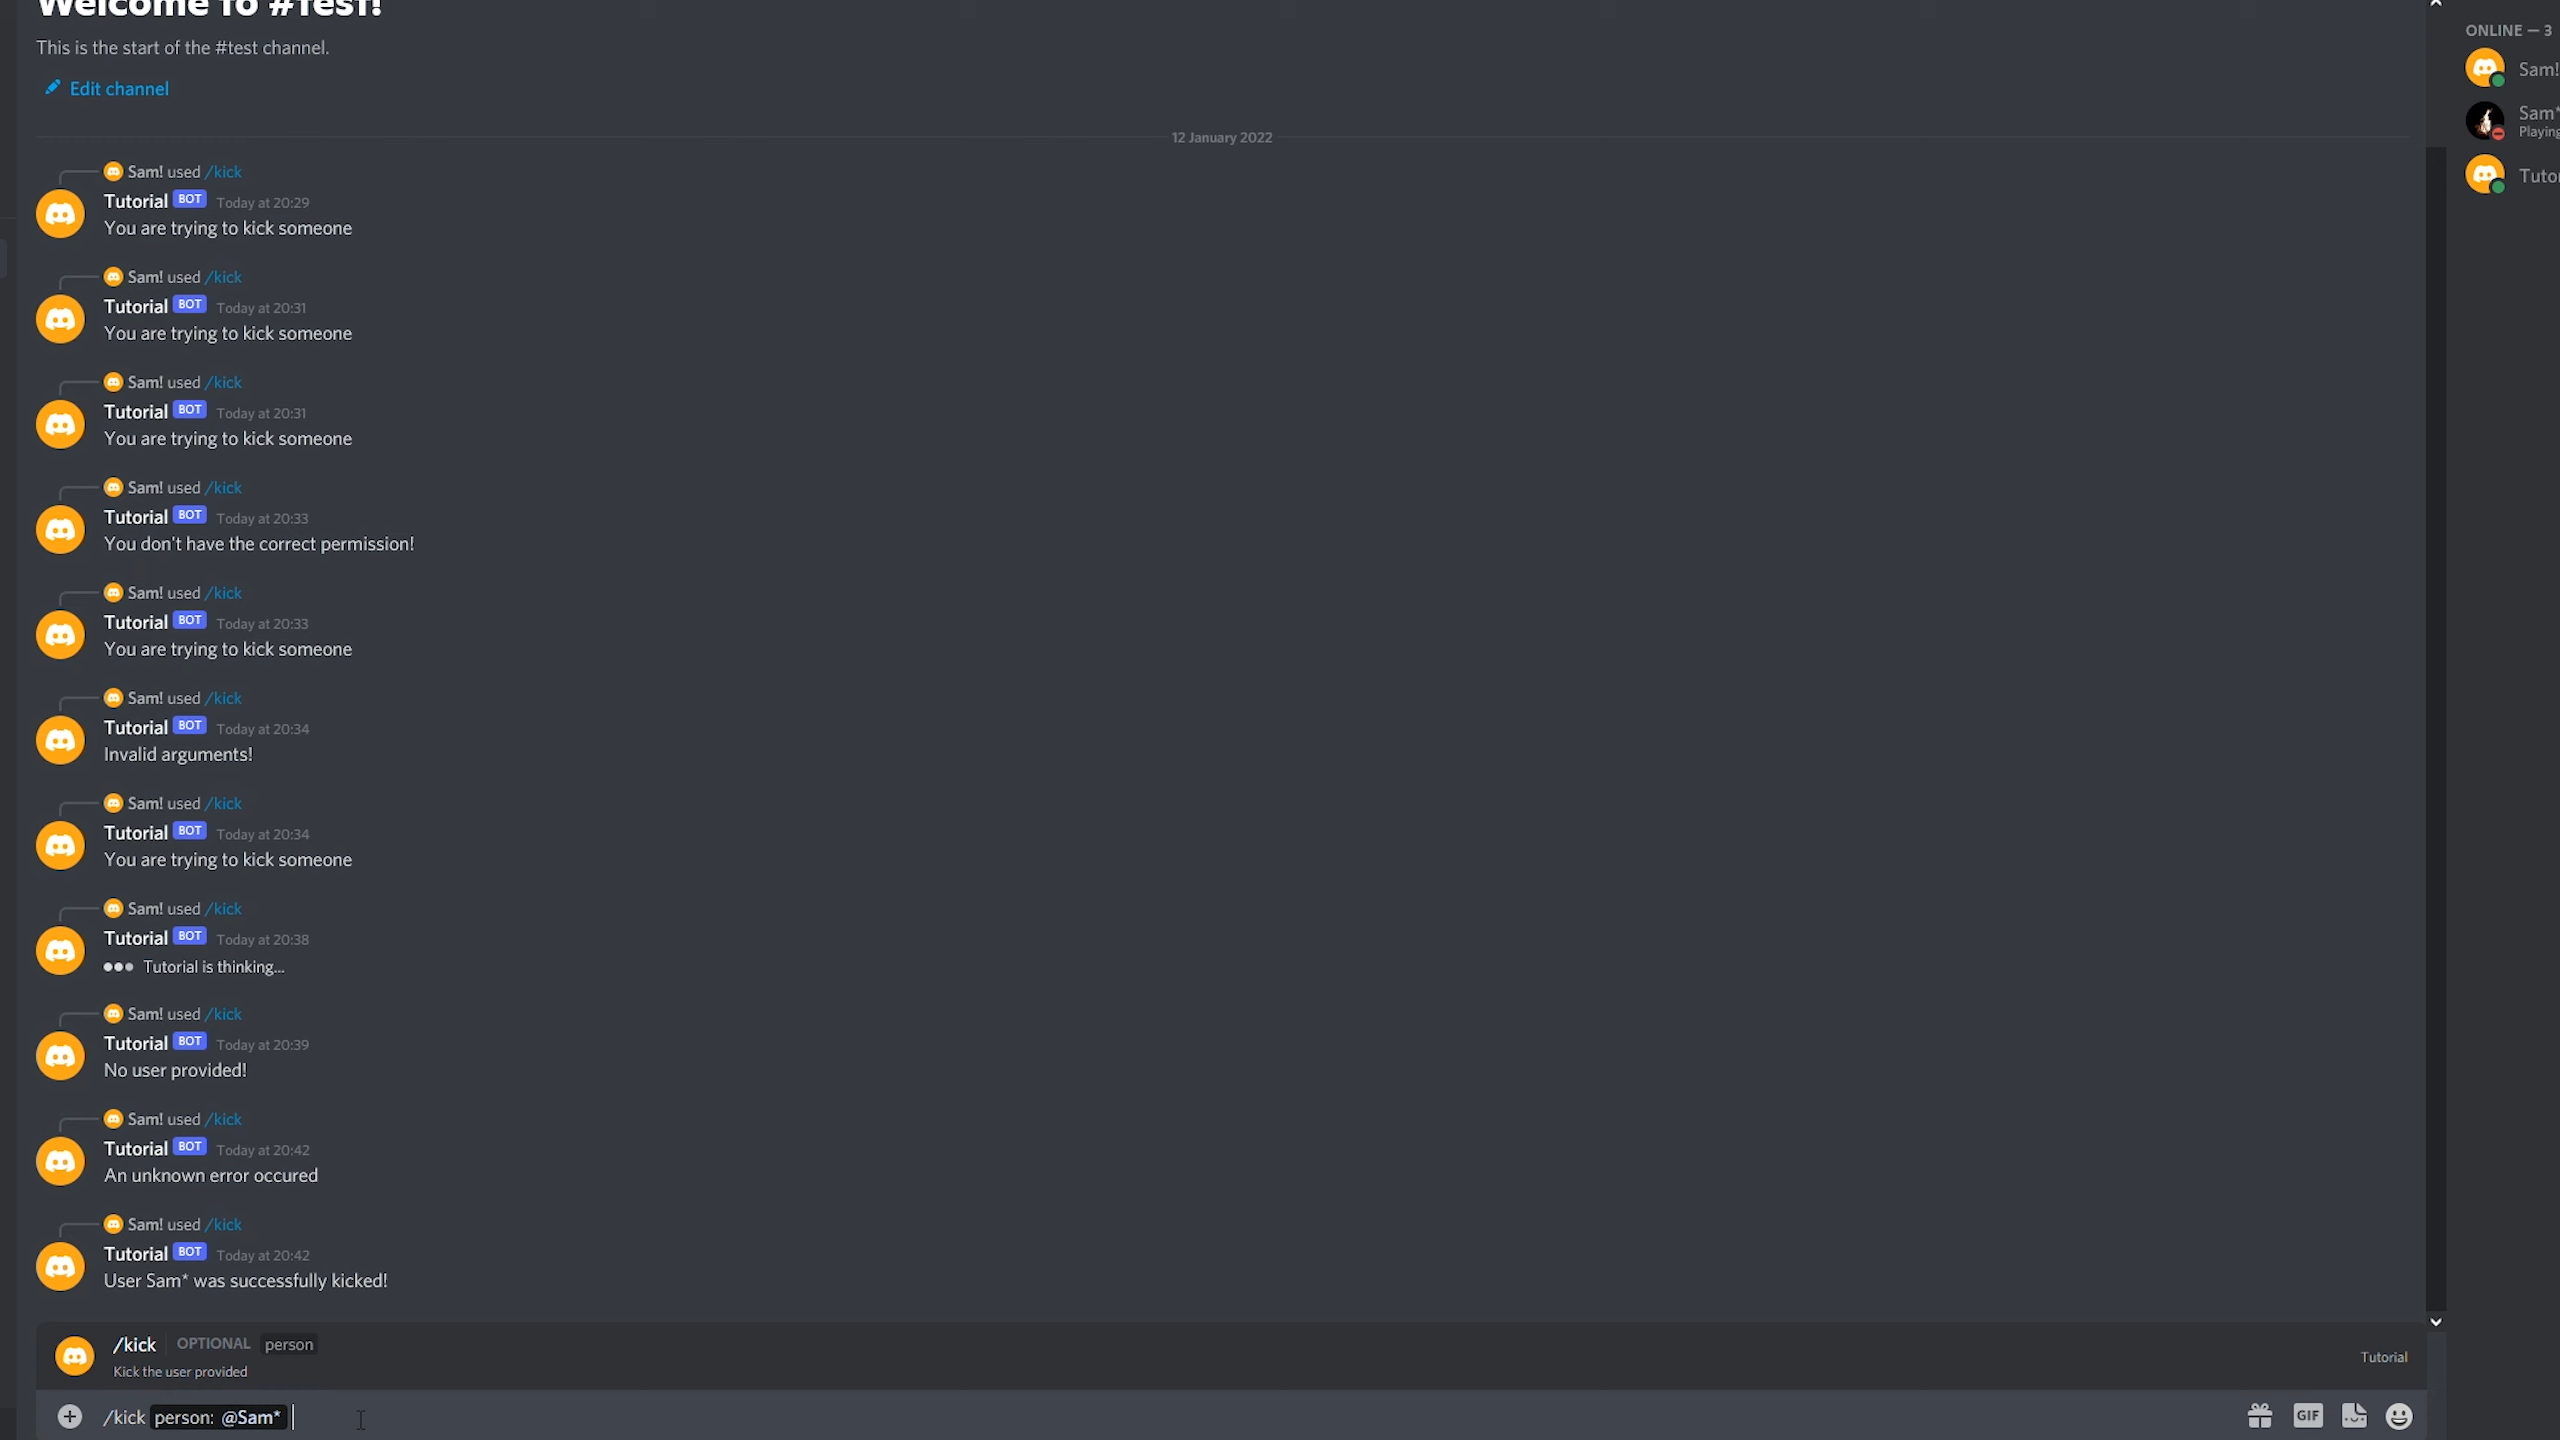 Welcome to #test!
This is the start of the #test channel.
Edit channel
12 January 2022
Sam! used /kick
Tutorial BOT Today at 20:29
You are trying to kick someone
Sam! used /kick
Tutorial BOT Today at 20:31
You are trying to kick someone
Sam! used /kick
Tutorial BOT Today at 20:31
You are trying to kick someone
Sam! used /kick
Tutorial BOT Today at 20:33
You don't have the correct permission!
Sam! used /kick
Tutorial BOT Today at 20:33
You are trying to kick someone
Sam! used /kick
Tutorial BOT Today at 20:34
Invalid arguments!
Sam! used /kick
Tutorial BOT Today at 20:34
You are trying to kick someone
Sam! used /kick
Tutorial BOT Today at 20:38
Tutorial is thinking...
Sam! used /kick
Tutorial BOT Today at 20:39
No user provided!
Sam! used /kick
Tutorial BOT Today at 20:42
An unknown error occured
Sam! used /kick
Tutorial BOT Today at 20:42
User Sam* was successfully kicked!
/kick OPTIONAL person
Kick the user provided
Tutorial
/kick person: @Sam*
GIF
ONLINE — 3
Sam!
Sam*
Playing
Tuto